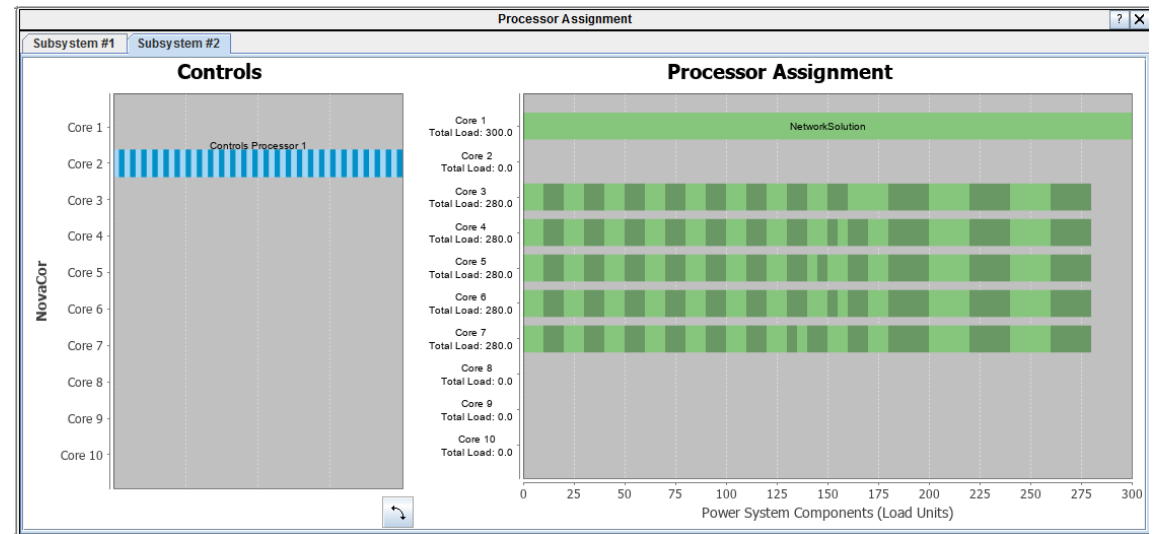 Processor Assignment
?
X
Subsystem #1
Subsystem #2
Controls
NovaCor
Core 1
Core 2
Core 3
Core 4
Core 5
Core 6
Core 7
Core 8
Core 9
Core 10
Controls Processor 1
Processor Assignment
Core 1
Total Load: 300.0
Core 2
Total Load: 0.0
Core 3
Total Load: 280.0
Core 4
Total Load: 280.0
Core 5
Total Load: 280.0
Core 6
Total Load: 280.0
Core 7
Total Load: 280.0
Core 8
Total Load: 0.0
Core 9
Total Load: 0.0
Core 10
Total Load: 0.0
NetworkSolution
0 25 50 75 100 125 150 175 200 225 250 275 300
Power System Components (Load Units)